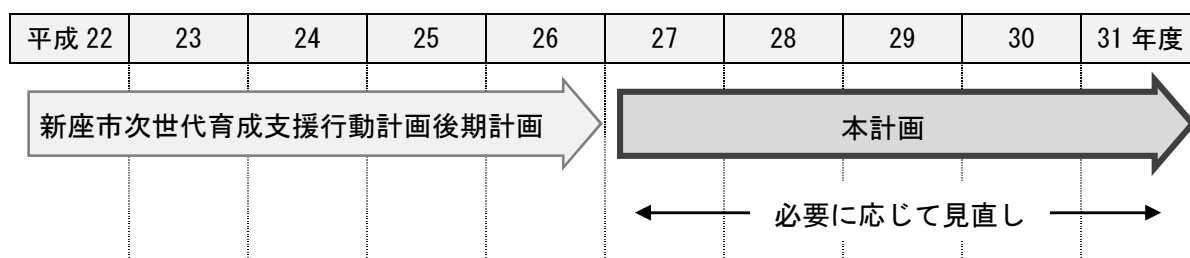 平成 22 23 24 25 26 27 28 29 30 31 年度
新座市次世代育成支援行動計画後期計画 本計画
必要に応じて見直し